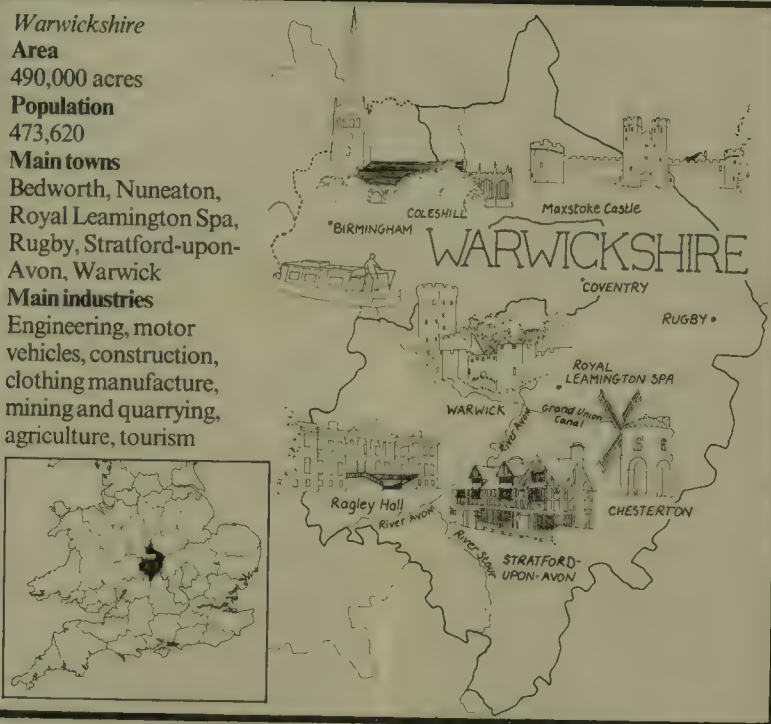 Warwickshire
Area
490,000 acres
Population
473,620
Main towns
Bedworth, Nuneaton,
Royal Leamington Spa,
Rugby, Stratford-upon-
Avon, Warwick
Main industries
Engineering, motor
vehicles, construction,
clothing manufacture,
mining and quarrying,
agriculture, tourism
COLESHILL
Maxstoke Castle
BIRMINGHAM
WARWICKSHIRE
COVENTRY
RUGBY
ROYAL
LEAMINGTON SPA
WARWICK
River Avon
Grand Union
Canal
Ragley Hall
River Avon
CHESTERTON
River Stour
STRATFORD-
UPON-AVON